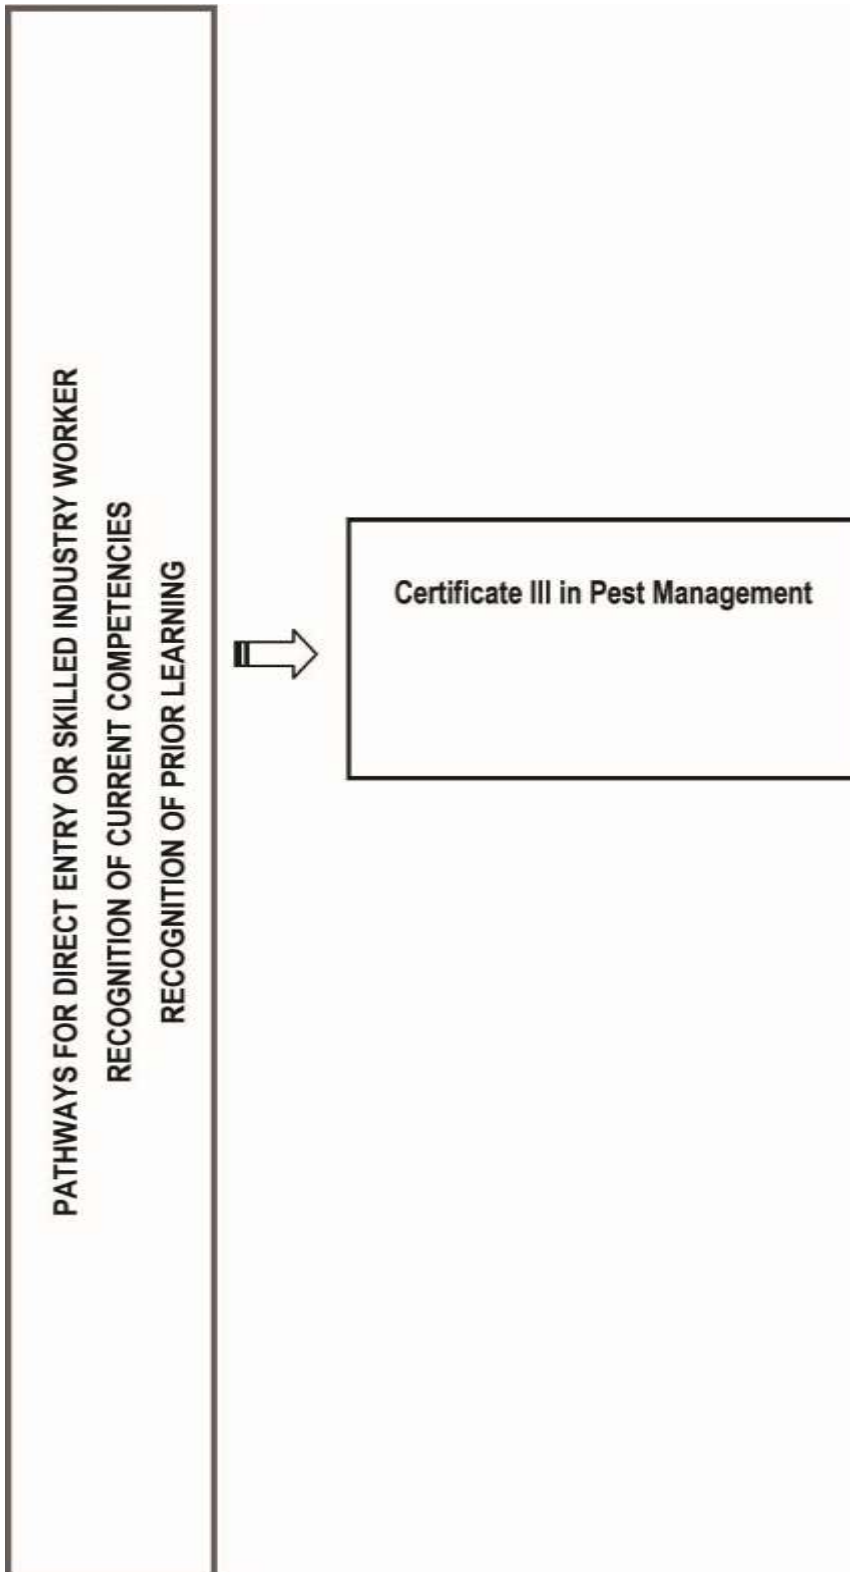 PATHWAYS FOR DIRECT ENTRY OR SKILLED INDUSTRY WORKER
RECOGNITION OF CURRENT COMPETENCIES
RECOGNITION OF PRIOR LEARNING
Certificate III in Pest Management